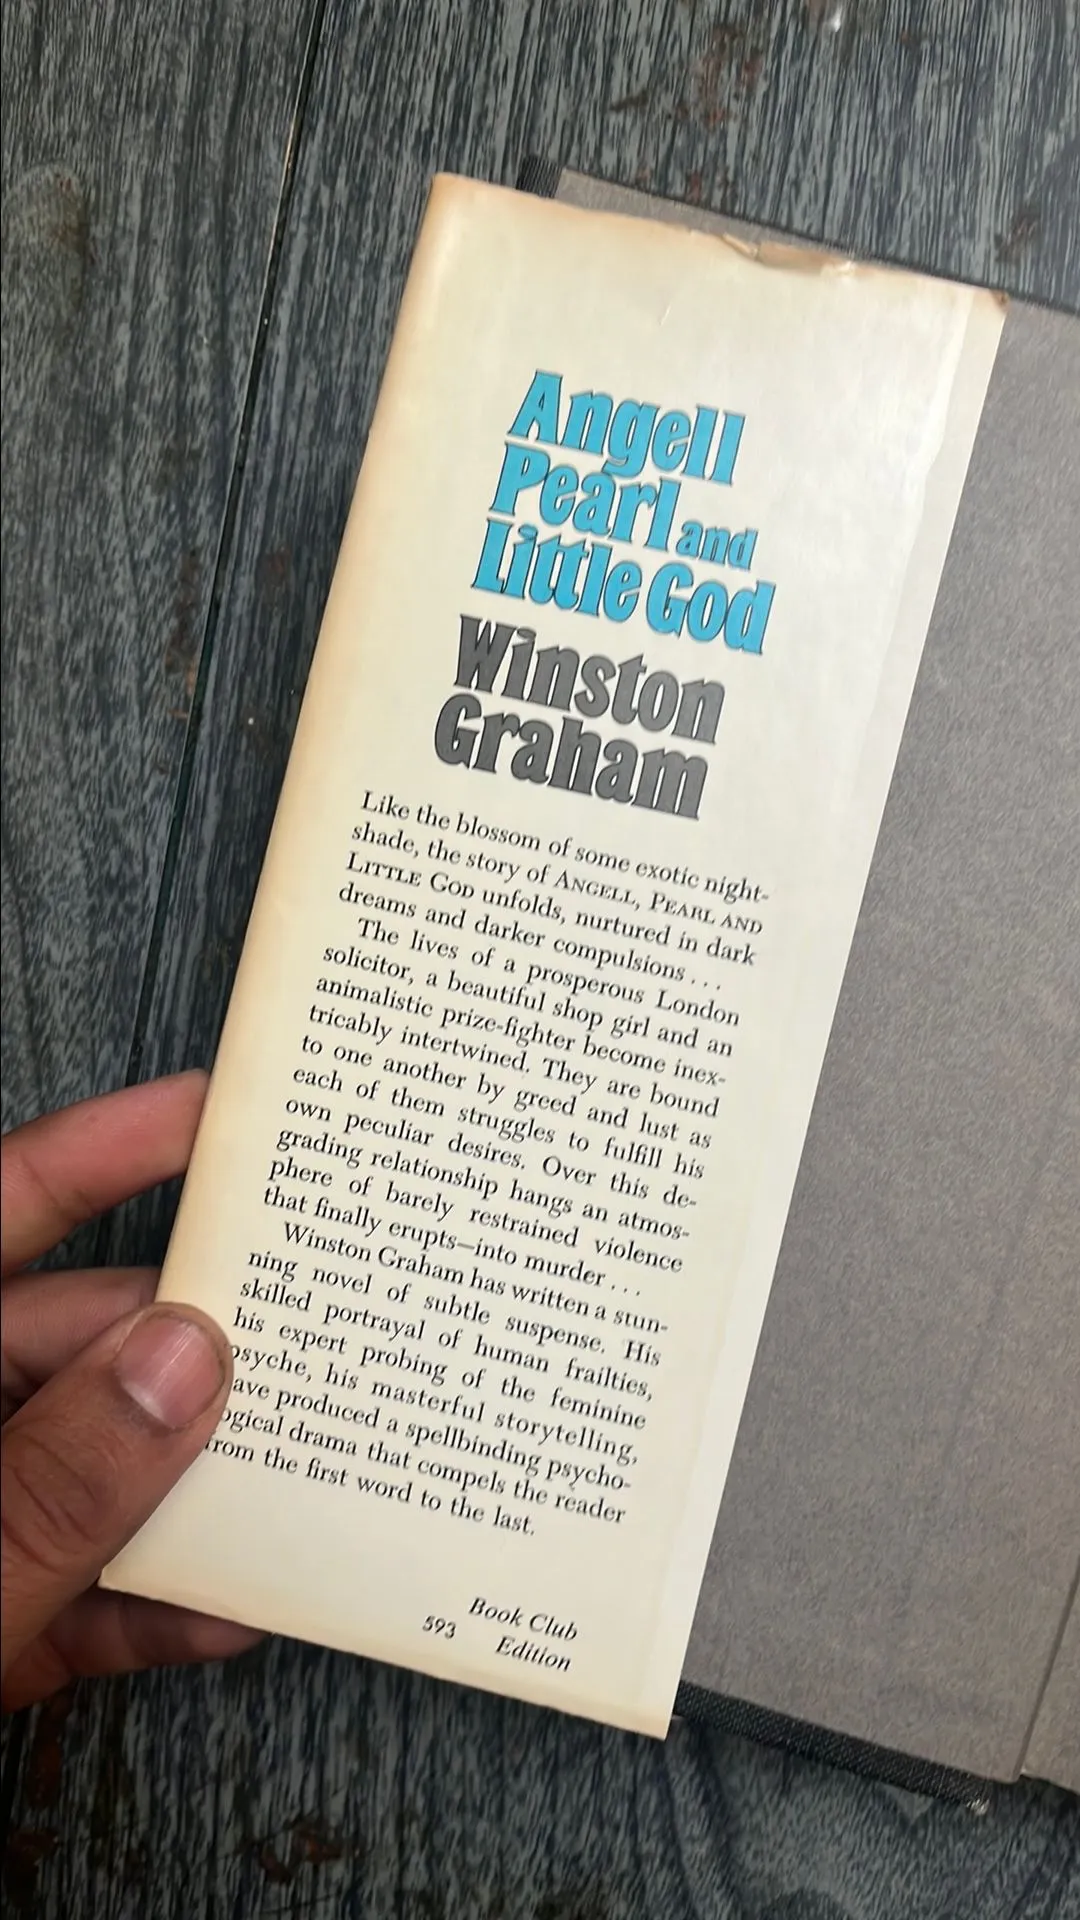 Angell
Pearl and
Little God
Winston
Graham
Like the blossom of some exotic night-
shade, the story of ANGELL, PEARL AND
LITTLE GOD unfolds, nurtured in dark
dreams and darker compulsions . . .
The lives of a prosperous London
solicitor, a beautiful shop girl and an
animalistic prize-fighter become inex-
tricably intertwined. They are bound
to one another by greed and lust as
each of them struggles to fulfill his
own peculiar desires. Over this de-
grading relationship hangs an atmos-
phere of barely restrained violence
that finally erupts—into murder . . .
Winston Graham has written a stun-
ning novel of subtle suspense. His
skilled portrayal of human frailties,
his expert probing of the feminine
psyche, his masterful storytelling,
ave produced a spellbinding psycho-
ogical drama that compels the reader
from the first word to the last.
Book Club
593 Edition